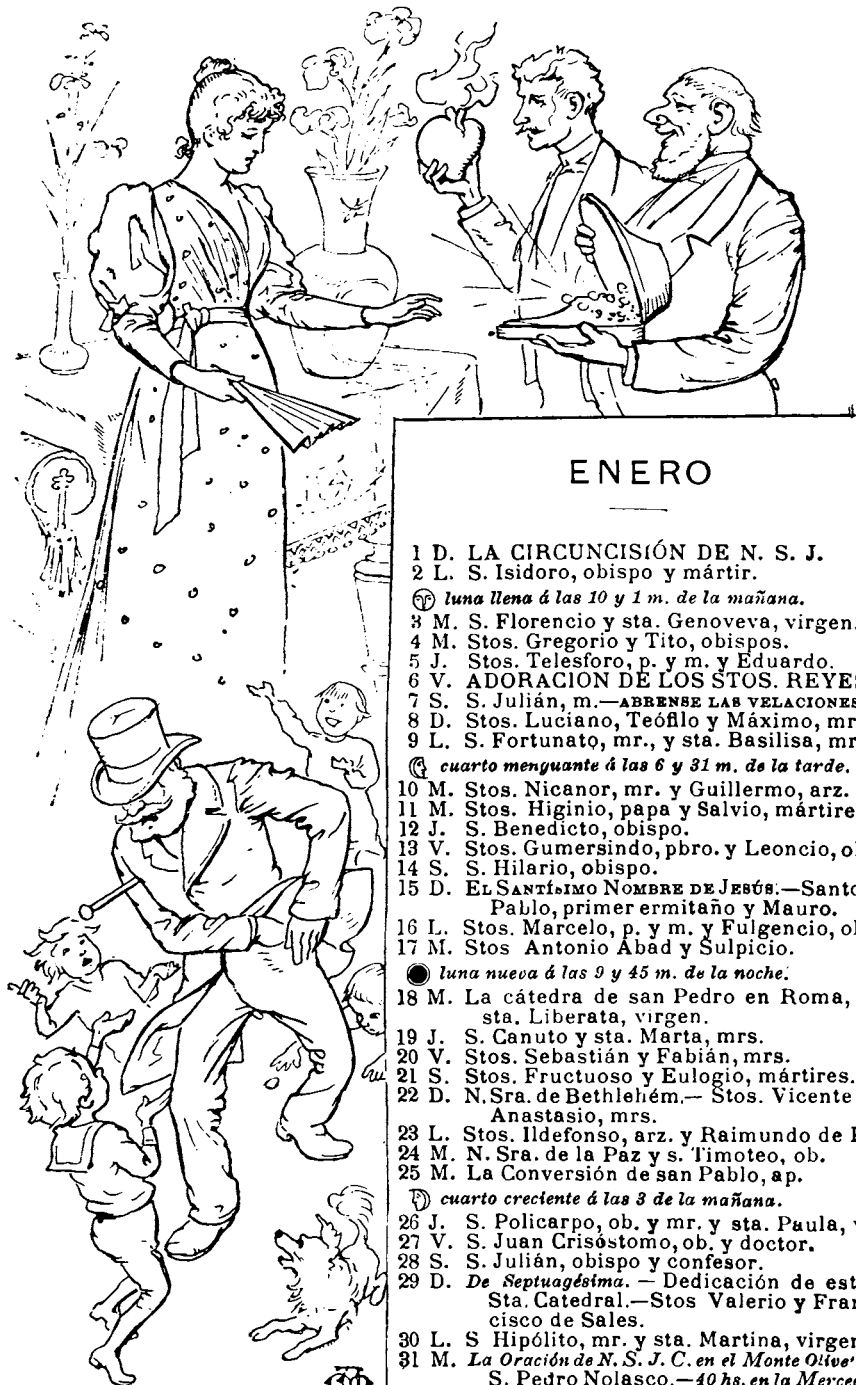 ENERO
1 D. LA CIRCUNCISIÓN DE N. S. J.
2 L. S. Isidoro, obispo y mártir.
luna llena á las 10 y 1 m. de la mañana.
3 M. S. Florencio y sta. Genoveva, virgen.
4 M. Stos. Gregorio y Tito, obispos.
5 J. Stos. Telesforo, p. y m. y Eduardo.
6 V. ADORACION DE LOS STOS. REYES
7 S. S. Julián, m.—ABRENSE LAS VELACIONES
8 D. Stos. Luciano, Teófilo y Máximo, mr
9 L. S. Fortunato, mr., y sta. Basilisa, mr
cuarto menguante á las 6 y 31 m. de la tarde.
10 M. Stos. Nicanor, mr. y Guillermo, arz.
11 M. Stos. Higinio, papa y Salvio, mártire
12 J. S. Benedicto, obispo.
13 V. Stos. Gumersindo, pbro. y Leoncio, o
14 S. S. Hilario, obispo.
15 D. EL SANTÍSIMO NOMBRE DE JESÚS.—Santo
Pablo, primer ermitaño y Mauro.
16 L. Stos. Marcelo, p. y m. y Fulgencio, o
17 M. Stos Antonio Abad y Sulpicio.
luna nueva á las 9 y 45 m. de la noche.
18 M. La cátedra de san Pedro en Roma,
sta. Liberata, virgen.
19 J. S. Canuto y sta. Marta, mrs.
20 V. Stos. Sebastián y Fabián, mrs.
21 S. Stos. Fructuoso y Eulogio, mártires.
22 D. N. Sra. de Bethlehém.— Stos. Vicente
Anastasio, mrs.
23 L. Stos. Ildefonso, arz. y Raimundo de
24 M. N. Sra. de la Paz y s. Timoteo, ob.
25 M. La Conversión de san Pablo, ap.
cuarto creciente á las 3 de la mañana.
26 J. S. Policarpo, ob. y mr. y sta. Paula,
27 V. S. Juan Crisóstomo, ob. y doctor.
28 S. S. Julián, obispo y confesor.
29 D. De Septuagésima. — Dedicación de est
Sta. Catedral.—Stos Valerio y Fran
cisco de Sales.
30 L. S Hipólito, mr. y sta. Martina, virgen
31 M. La Oración de N. S. J. C. en el Monte Olive
S. Pedro Nolasco.—40 hs. en la Merced